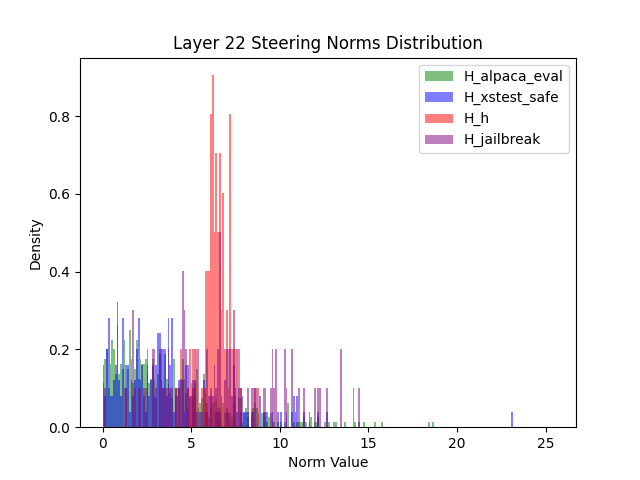 Layer 22 Steering Norms Distribution
H_alpaca_eval
H_xstest_safe
H_h
H_jailbreak
Density
0.8
0.6
0.4
0.2
0.0
0 5 10 15 20 25
Norm Value